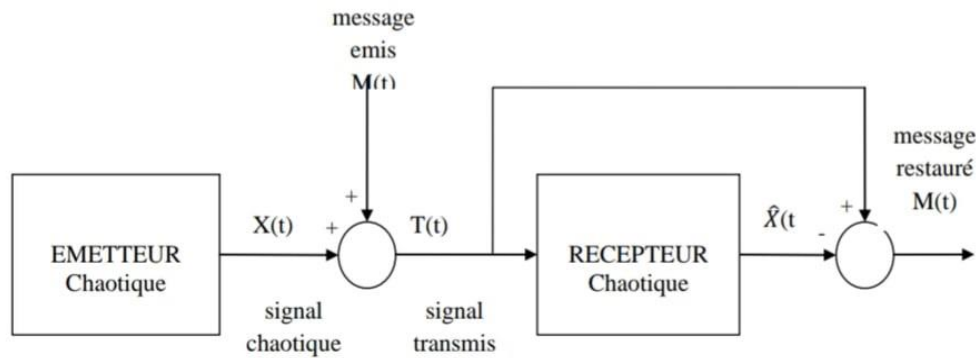 message
emis
M(t)
message
restauré
M(t)
+
X(t)
+
T(t)
X̂(t
-
+
EMETTEUR
Chaotique
RECEPTEUR
Chaotique
signal
chaotique
signal
transmis